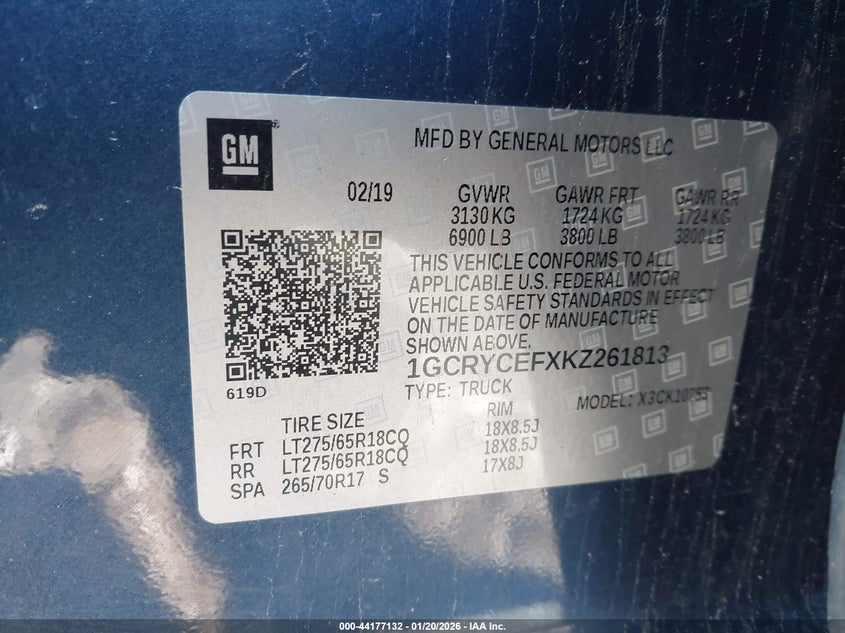 GM
MFD BY GENERAL MOTORS LLC
02/19 GVWR GAWR FRT GAWR RR
3130 KG 1724 KG 1724 KG
6900 LB 3800 LB 3800 LB
THIS VEHICLE CONFORMS TO ALL
APPLICABLE U.S. FEDERAL MOTOR
VEHICLE SAFETY STANDARDS IN EFFECT
ON THE DATE OF MANUFACTURE
SHOWN ABOVE.
1GCRYCEFXKZ261813
619D
TYPE: TRUCK MODEL: X3CK10753
TIRE SIZE RIM
FRT LT275/65R18CQ 18X8.5J
RR LT275/65R18CQ 18X8.5J
SPA 265/70R17 S 17X8J
000-44177132 — 01/20/2026 — IAA Inc.